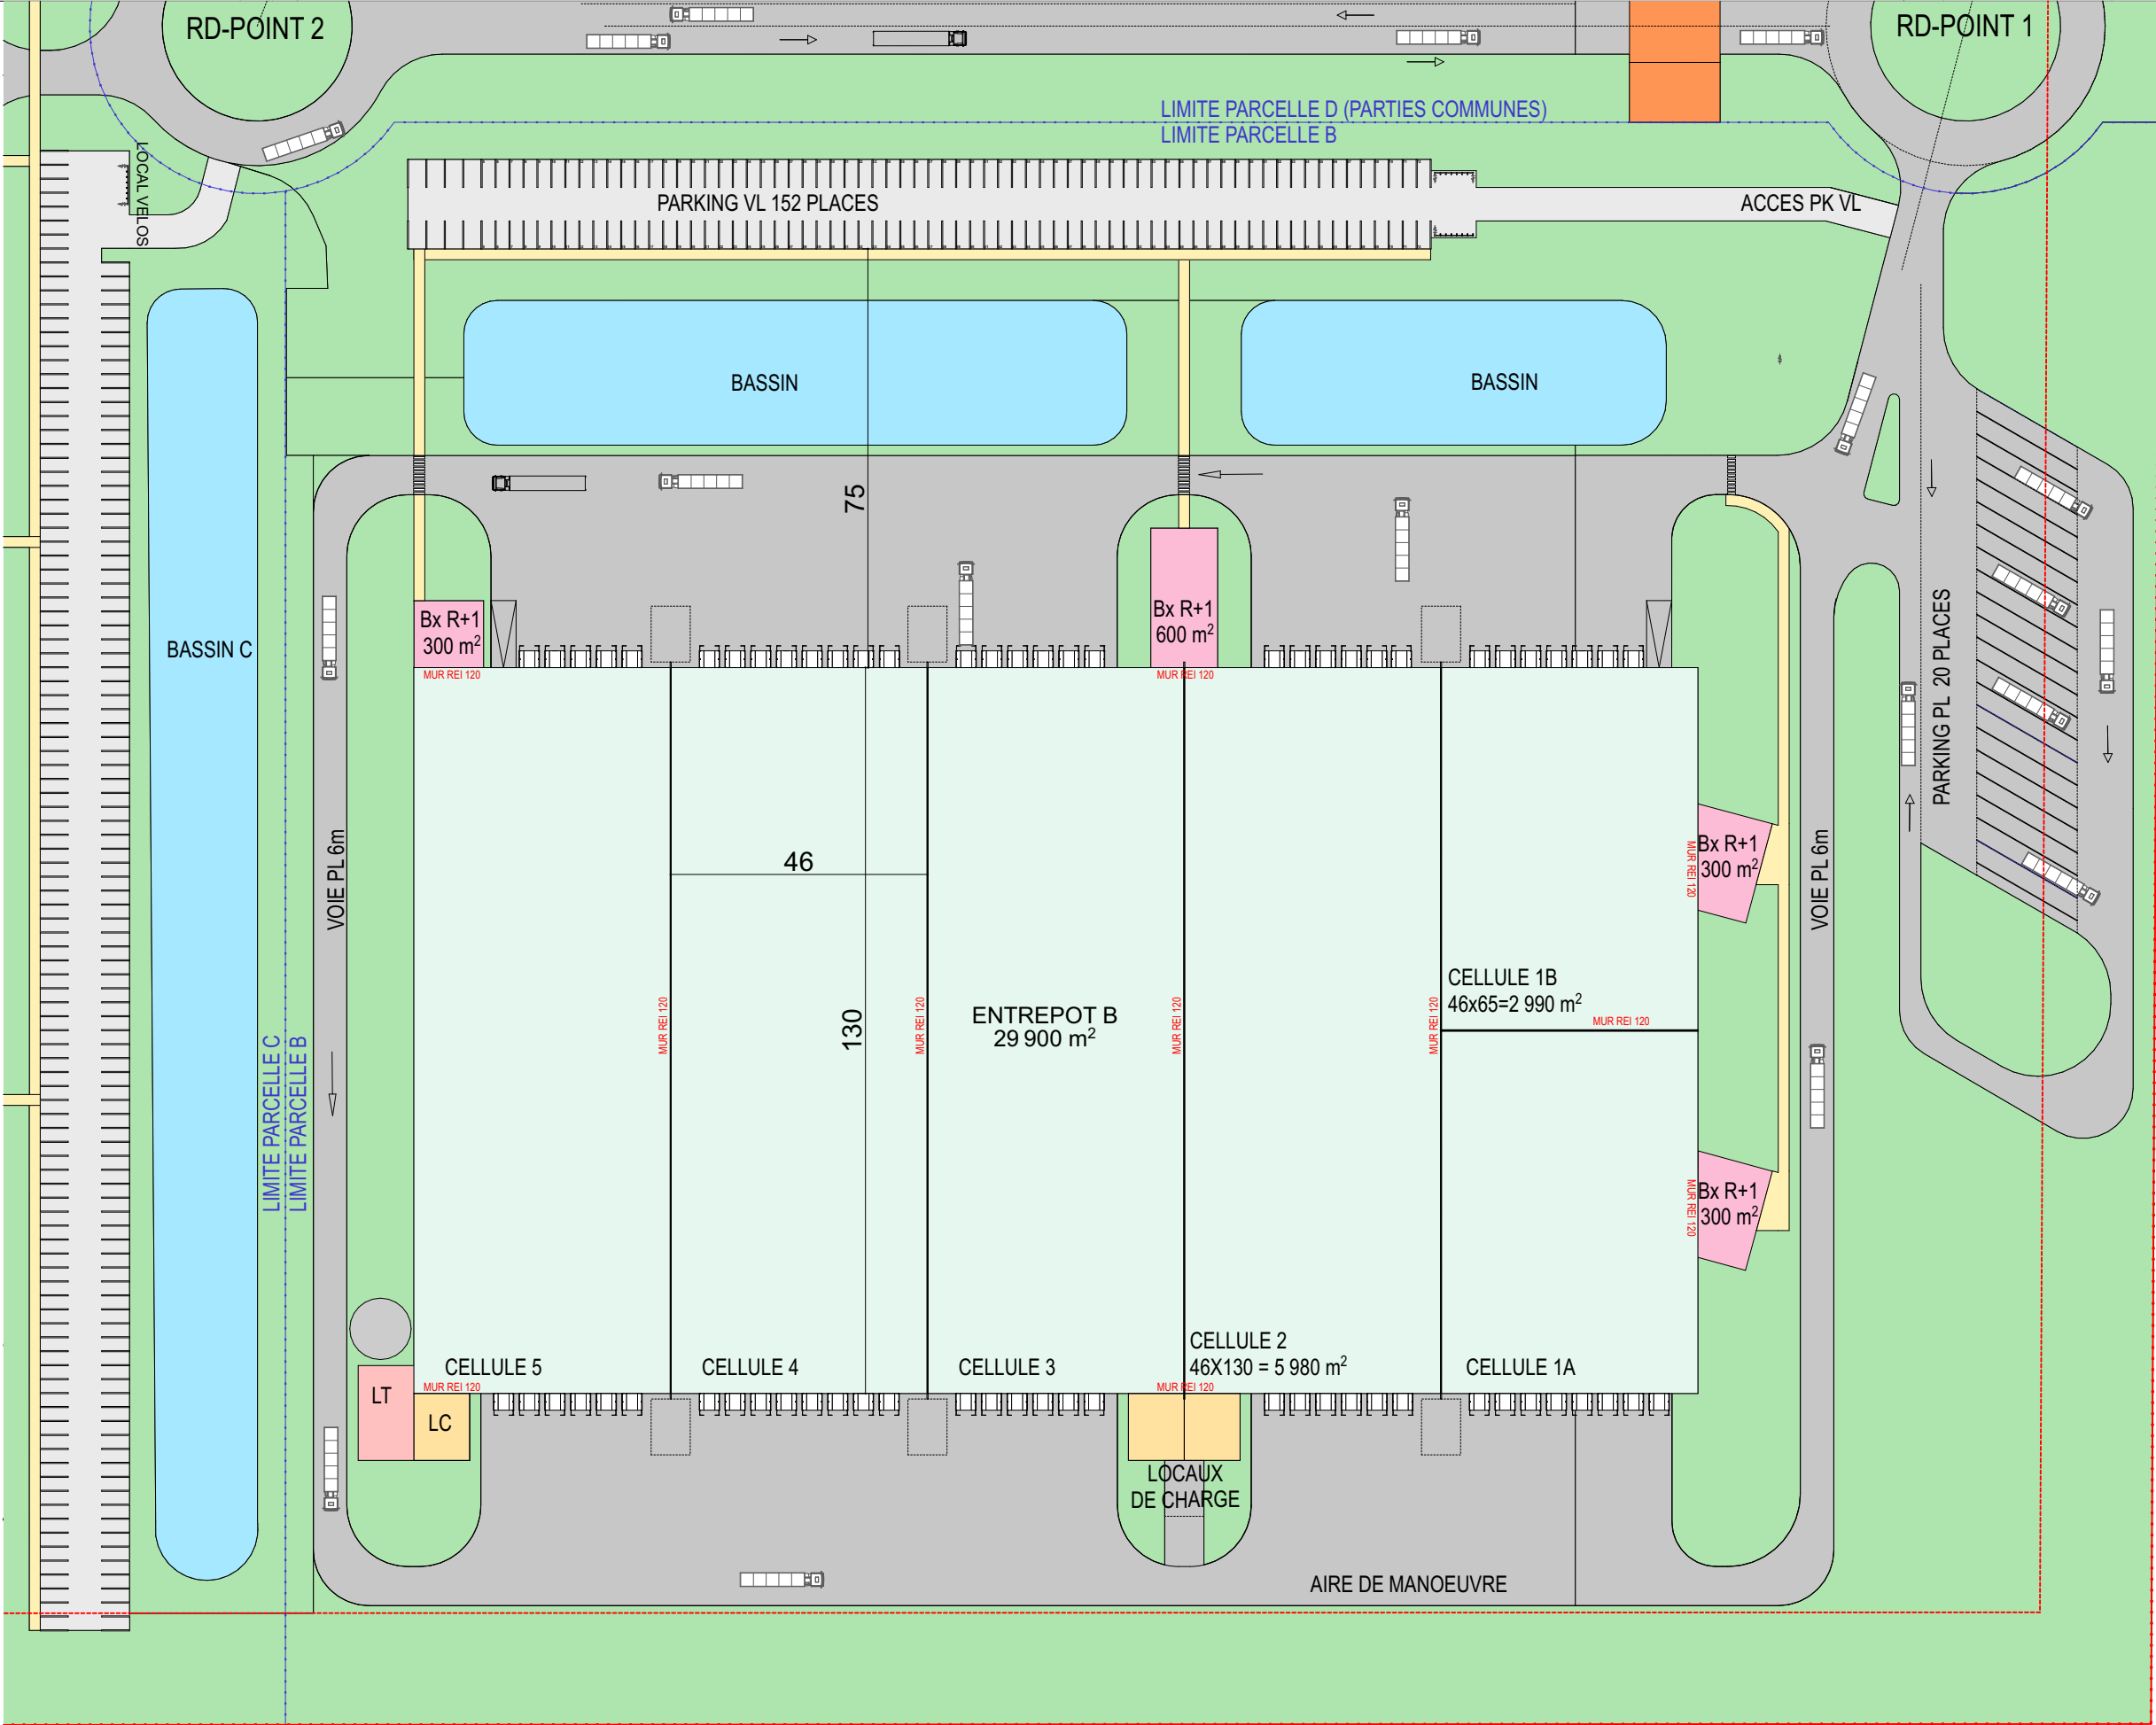 RD-POINT 2
RD-POINT 1
LIMITE PARCELLE D (PARTIES COMMUNES)
LIMITE PARCELLE B
LOCAL VELOS
PARKING VL 152 PLACES
ACCES PK VL
BASSIN
BASSIN
75
Bx R+1
300 m²
Bx R+1
600 m²
MUR REI 120
MUR REI 120
BASSIN C
PARKING PL 20 PLACES
VOIE PL 6m
46
Bx R+1
300 m²
MUR REI 120
VOIE PL 6m
CELLULE 1B
46x65=2 990 m²
MUR REI 120
MUR REI 120
MUR REI 120
MUR REI 120
MUR REI 120
130
ENTREPOT B
29 900 m²
LIMITE PARCELLE C
LIMITE PARCELLE B
Bx R+1
300 m²
MUR REI 120
CELLULE 5
CELLULE 4
CELLULE 3
CELLULE 2
46X130 = 5 980 m²
CELLULE 1A
MUR REI 120
MUR REI 120
LT
LC
LOCAUX
DE CHARGE
AIRE DE MANOEUVRE